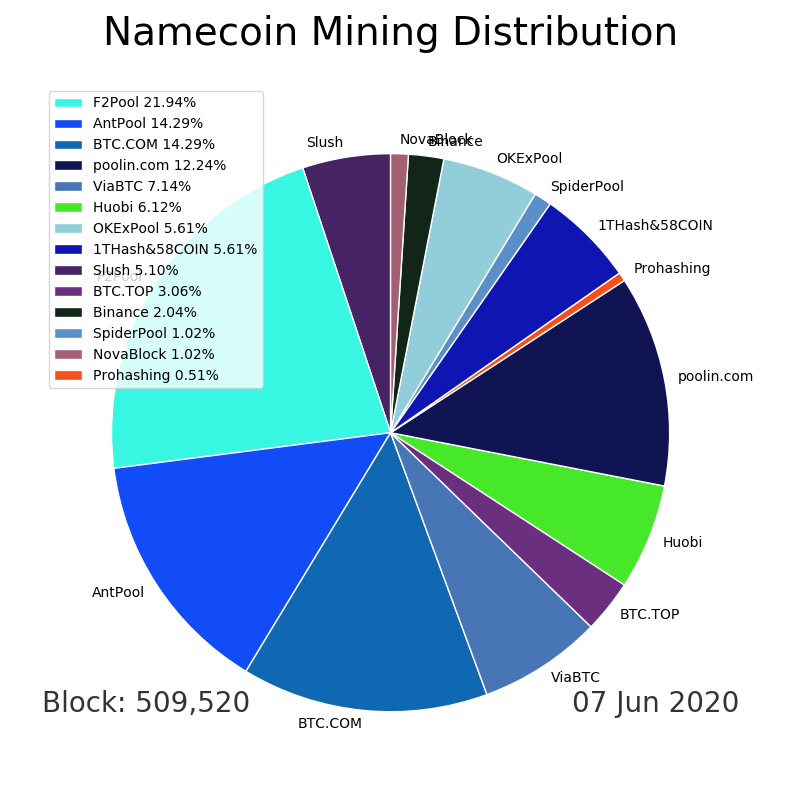 Namecoin Mining Distribution
F2Pool 21.94%
AntPool 14.29%
BTC.COM 14.29%
poolin.com 12.24%
ViaBTC 7.14%
Huobi 6.12%
OKExPool 5.61%
1THash&58COIN 5.61%
Slush 5.10%
BTC.TOP 3.06%
Binance 2.04%
SpiderPool 1.02%
NovaBlock 1.02%
Prohashing 0.51%
Slush
NovaBlock
Binance
OKExPool
SpiderPool
1THash&58COIN
Prohashing
F2Pool
poolin.com
Huobi
AntPool
BTC.TOP
ViaBTC
BTC.COM
Block: 509,520
07 Jun 2020